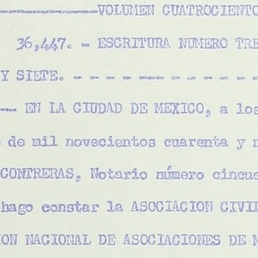 VOLUMEN CUATROCIENTO
36,447. - ESCRITURA NUMERO TRE
Y SIETE. - - - - - - - - - - -
EN LA CIUDAD DE MEXICO, a los
de mil novecientos cuarenta y n
CONTRERAS, Notario número cincue
hago constar la ASOCIACION CIVIL
ION NACIONAL DE ASOCIACIONES DE M